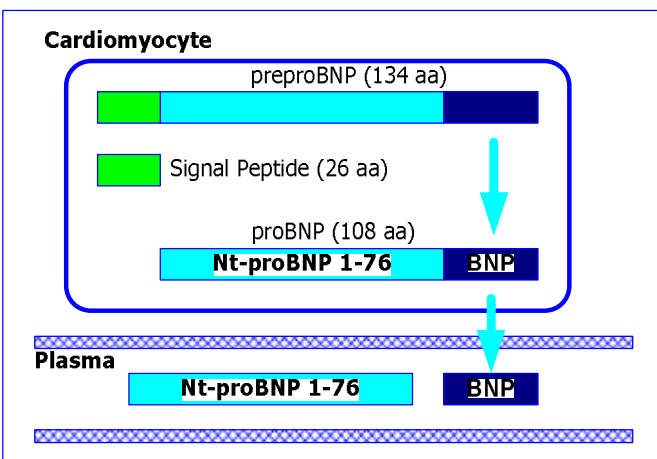 Cardiomyocyte
preproBNP (134 aa)
Signal Peptide (26 aa)
proBNP (108 aa)
Nt-proBNP 1-76 BNP
Plasma
Nt-proBNP 1-76 BNP